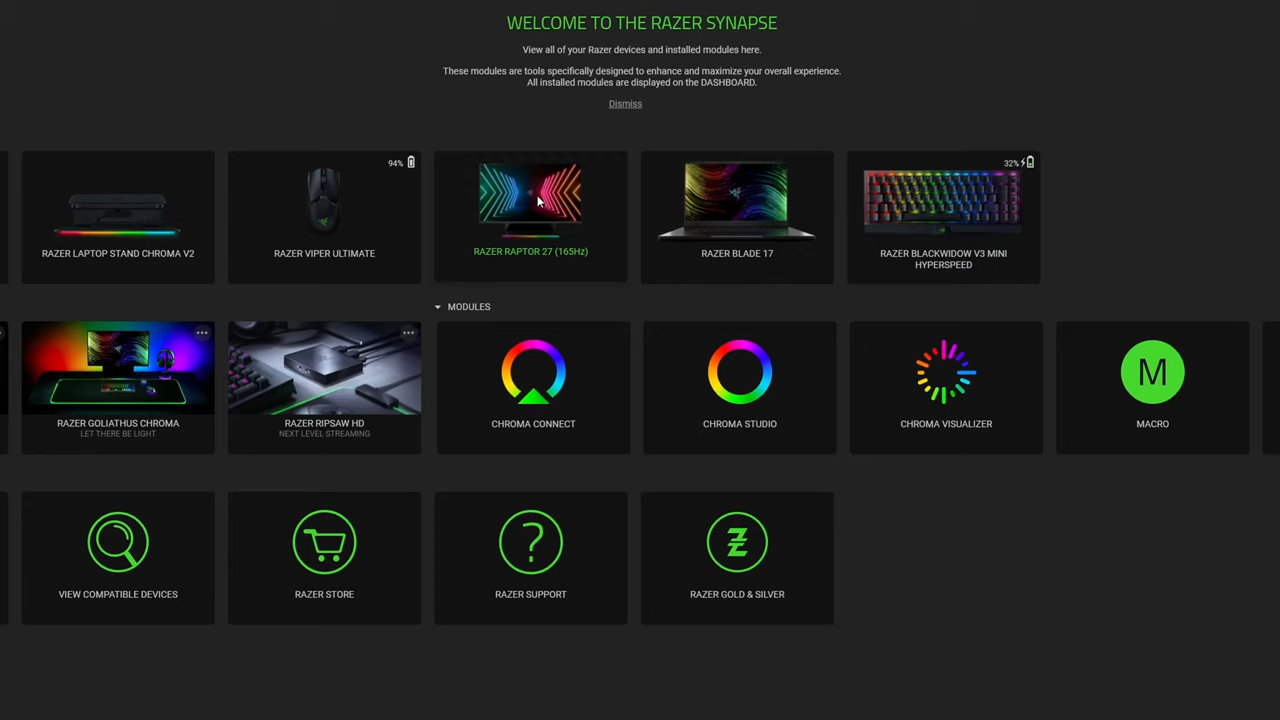 WELCOME TO THE RAZER SYNAPSE
View all of your Razer devices and installed modules here.
These modules are tools specifically designed to enhance and maximize your overall experience.
All installed modules are displayed on the DASHBOARD.
Dismiss
94%
32%
RAZER LAPTOP STAND CHROMA V2
RAZER VIPER ULTIMATE
RAZER RAPTOR 27 (165Hz)
RAZER BLADE 17
RAZER BLACKWIDOW V3 MINI
HYPERSPEED
MODULES
M
RAZER GOLIATHUS CHROMA
LET THERE BE LIGHT
RAZER RIPSAW HD
NEXT LEVEL STREAMING
CHROMA CONNECT
CHROMA STUDIO
CHROMA VISUALIZER
MACRO
?
VIEW COMPATIBLE DEVICES
RAZER STORE
RAZER SUPPORT
RAZER GOLD & SILVER